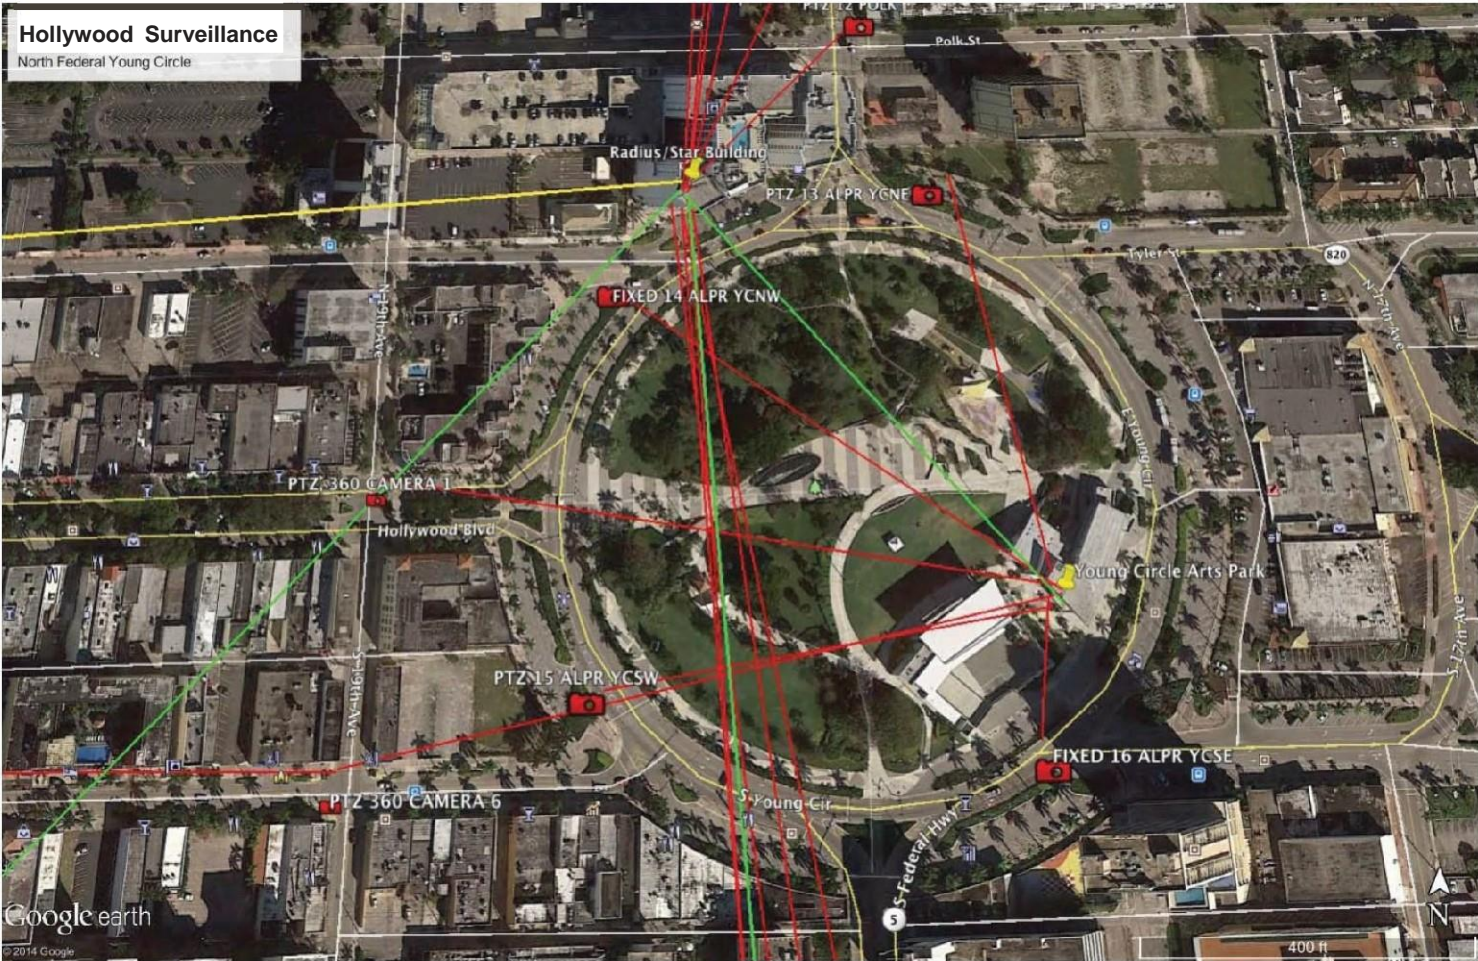 Hollywood Surveillance
North Federal Young Circle
PTZ 12 POLK
Polk St
Radius/Star Building
PTZ 13 ALPR YCNE
Tyler St
820
N 17th Ave
FIXED 14 ALPR YCNW
N 19th Ave
E Young Cir
PTZ 360 CAMERA 1
Hollywood Blvd
Young Circle Arts Park
S 17th Ave
PTZ 15 ALPR YCSW
S 19th Ave
FIXED 16 ALPR YCSE
PTZ 360 CAMERA 6
S Young Cir
S Federal Hwy
5
Google earth
N
© 2014 Google
400 ft